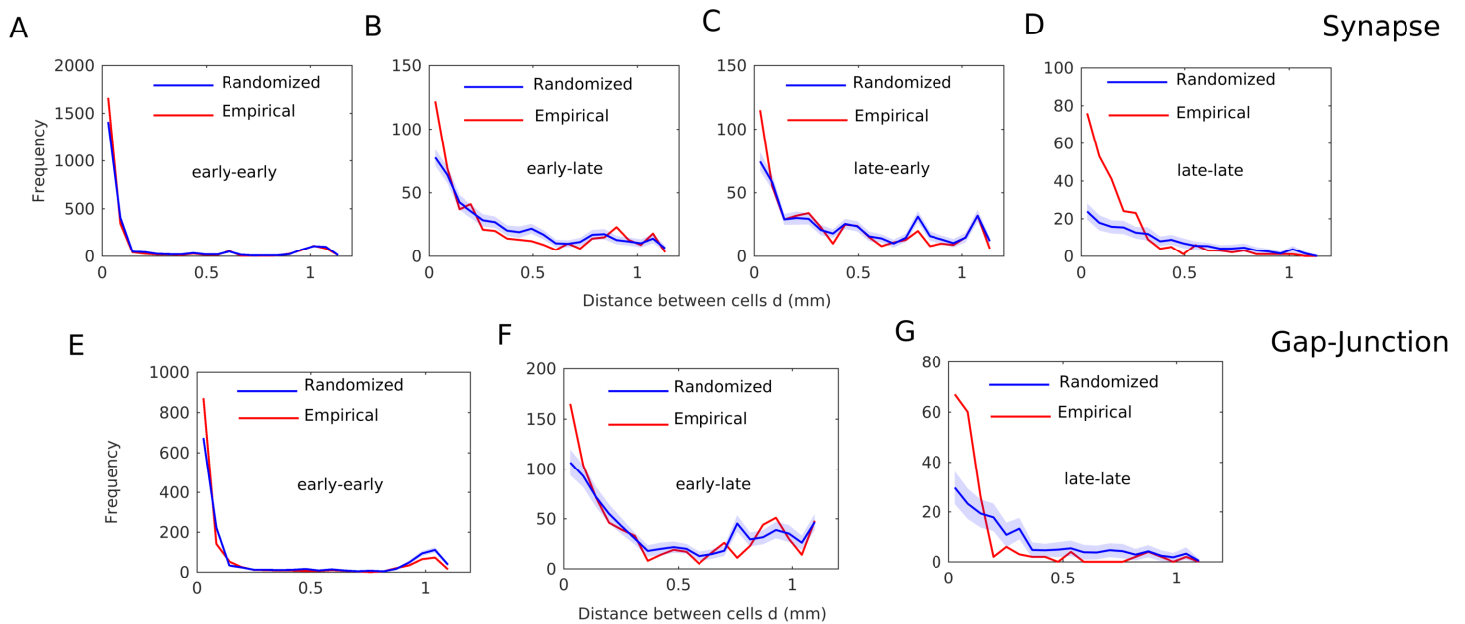 A
B
C
D
Synapse
2000
1500
1000
500
0
Frequency
Randomized
Empirical
early-early
0
0.5
1
150
100
50
0
Randomized
Empirical
early-late
0
0.5
1
150
100
50
0
Randomized
Empirical
late-early
0
0.5
1
100
80
60
40
20
0
Randomized
Empirical
late-late
0
0.5
1
Distance between cells d (mm)
E
F
G
Gap-Junction
1000
800
600
400
200
0
Frequency
Randomized
Empirical
early-early
0
0.5
1
200
150
100
50
0
Randomized
Empirical
early-late
0
0.5
1
80
60
40
20
0
Randomized
Empirical
late-late
0
0.5
1
Distance between cells d (mm)